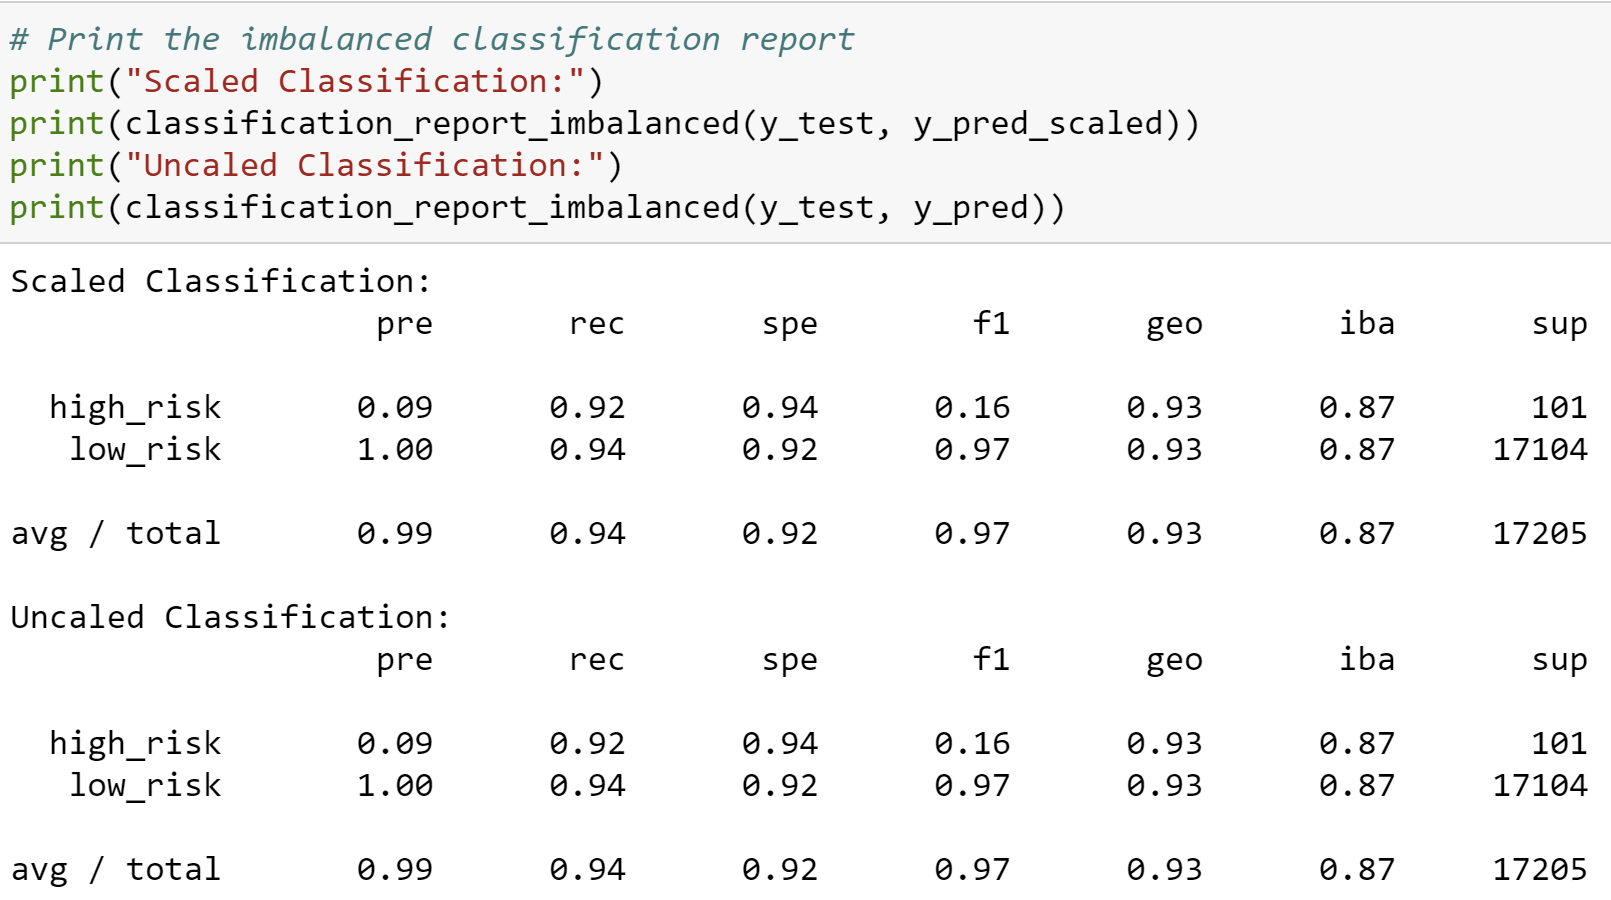 # Print the imbalanced classification report
print("Scaled Classification:")
print(classification_report_imbalanced(y_test, y_pred_scaled))
print("Uncaled Classification:")
print(classification_report_imbalanced(y_test, y_pred))
Scaled Classification:
pre rec spe f1 geo iba sup
high_risk 0.09 0.92 0.94 0.16 0.93 0.87 101
low_risk 1.00 0.94 0.92 0.97 0.93 0.87 17104
avg / total 0.99 0.94 0.92 0.97 0.93 0.87 17205
Uncaled Classification:
pre rec spe f1 geo iba sup
high_risk 0.09 0.92 0.94 0.16 0.93 0.87 101
low_risk 1.00 0.94 0.92 0.97 0.93 0.87 17104
avg / total 0.99 0.94 0.92 0.97 0.93 0.87 17205